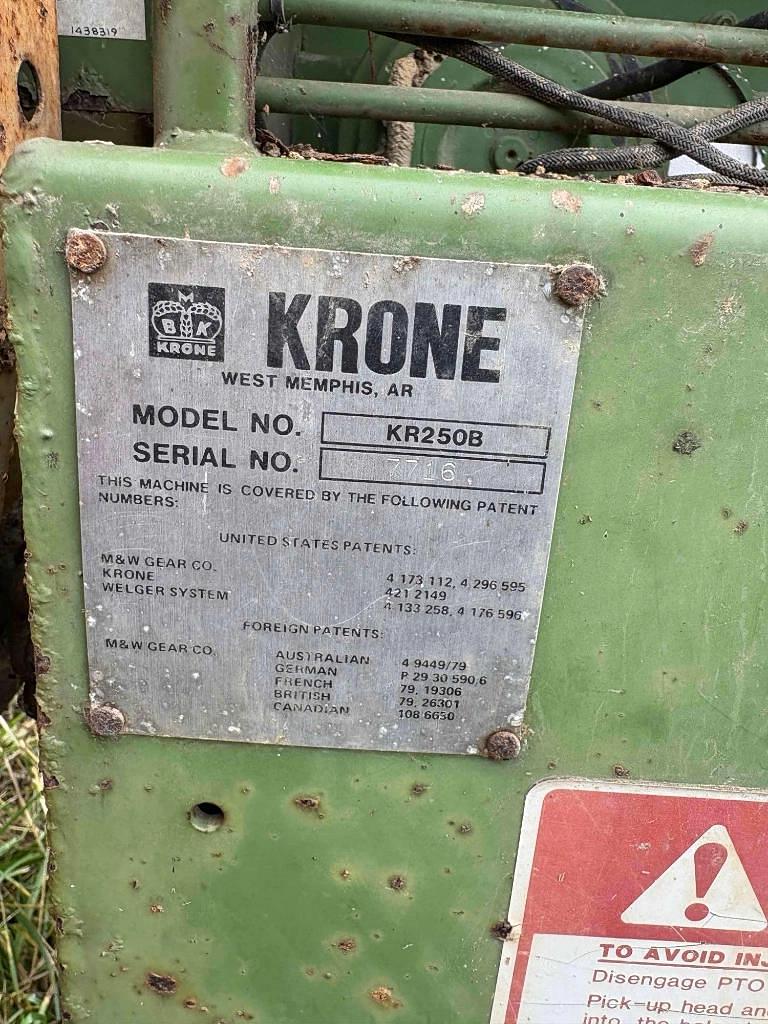 1438319
M
B K
KRONE
KRONE
WEST MEMPHIS, AR
MODEL NO. KR250B
SERIAL NO. 7716
THIS MACHINE IS COVERED BY THE FOLLOWING PATENT
NUMBERS:
UNITED STATES PATENTS:
M&W GEAR CO. 4 173 112, 4 296 595
KRONE 421 2149
WELGER SYSTEM 4 133 258, 4 176 596
FOREIGN PATENTS:
M&W GEAR CO. AUSTRALIAN 4 9449/79
GERMAN P 29 30 590,6
FRENCH 79, 19306
BRITISH 79, 26301
CANADIAN 108 6650
TO AVOID INJ
Disengage PTO
Pick-up head and
into the